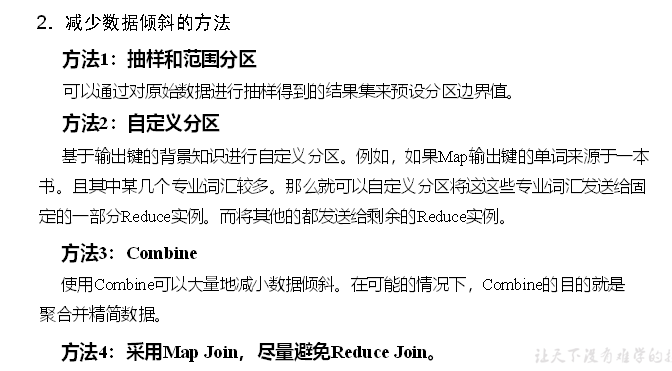 2．减少数据倾斜的方法
方法1：抽样和范围分区
可以通过对原始数据进行抽样得到的结果集来预设分区边界值。
方法2：自定义分区
基于输出键的背景知识进行自定义分区。例如，如果Map输出键的单词来源于一本
书。且其中某几个专业词汇较多。那么就可以自定义分区将这这些专业词汇发送给固
定的一部分Reduce实例。而将其他的都发送给剩余的Reduce实例。
方法3：Combine
使用Combine可以大量地减小数据倾斜。在可能的情况下，Combine的目的就是
聚合并精简数据。
方法4：采用Map Join，尽量避免Reduce Join。
让天下没有难学的